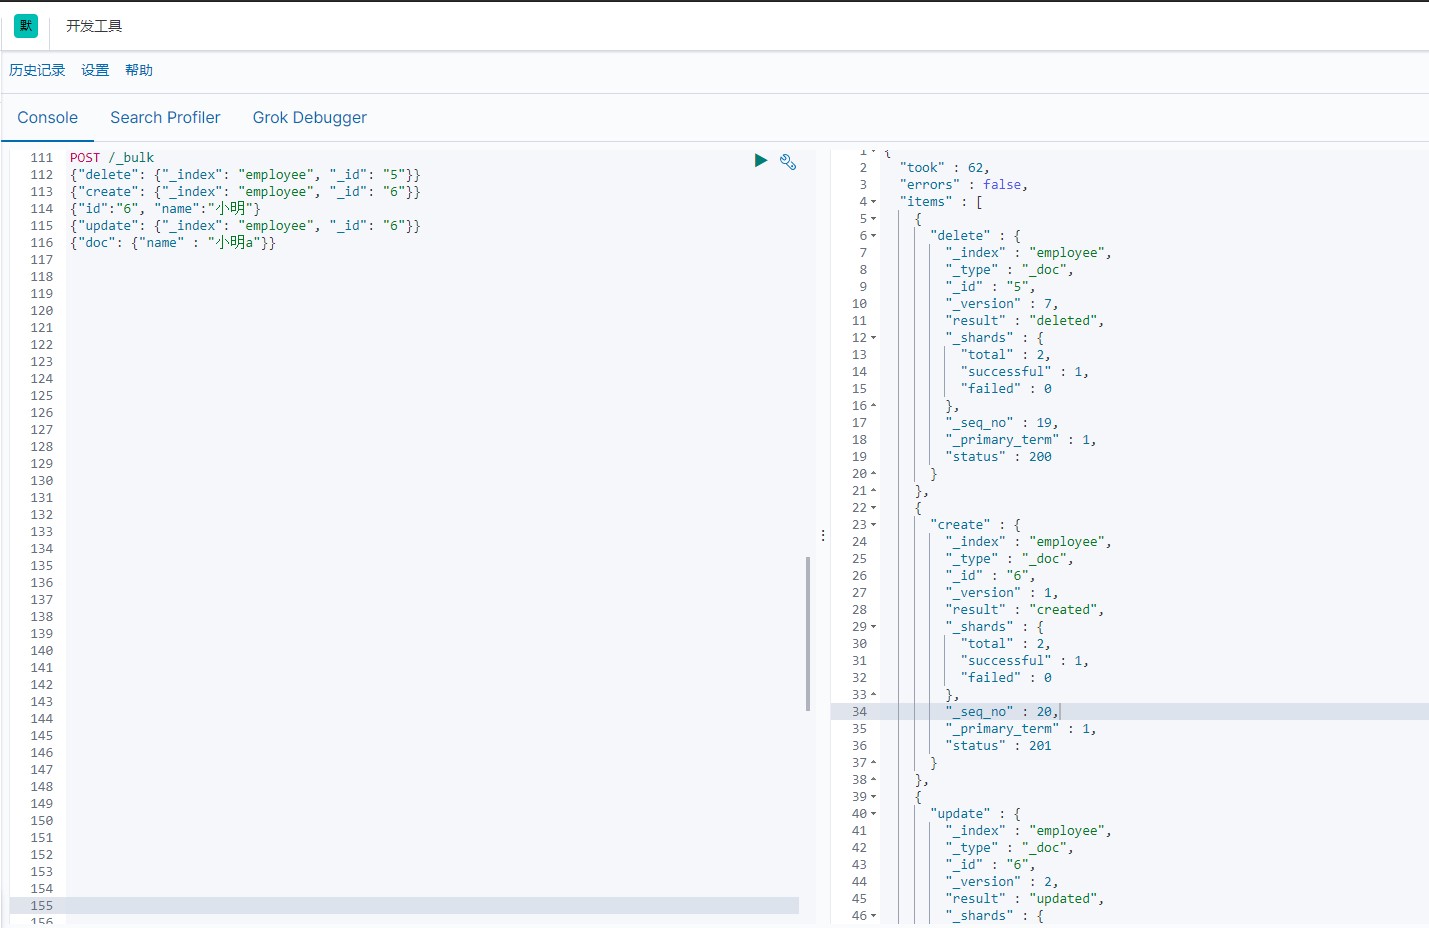 默 开发工具
历史记录 设置 帮助
Console Search Profiler Grok Debugger
111 POST /_bulk
112 {"delete": {"_index": "employee", "_id": "5"}}
113 {"create": {"_index": "employee", "_id": "6"}}
114 {"id":"6", "name":"小明"}
115 {"update": {"_index": "employee", "_id": "6"}}
116 {"doc": {"name" : "小明a"}}
117
118
119
120
121
122
123
124
125
126
127
128
129
130
131
132
133
134
135
136
137
138
139
140
141
142
143
144
145
146
147
148
149
150
151
152
153
154
155
156
1 {
2 "took" : 62,
3 "errors" : false,
4 "items" : [
5 {
6 "delete" : {
7 "_index" : "employee",
8 "_type" : "_doc",
9 "_id" : "5",
10 "_version" : 7,
11 "result" : "deleted",
12 "_shards" : {
13 "total" : 2,
14 "successful" : 1,
15 "failed" : 0
16 },
17 "_seq_no" : 19,
18 "_primary_term" : 1,
19 "status" : 200
20 }
21 },
22 {
23 "create" : {
24 "_index" : "employee",
25 "_type" : "_doc",
26 "_id" : "6",
27 "_version" : 1,
28 "result" : "created",
29 "_shards" : {
30 "total" : 2,
31 "successful" : 1,
32 "failed" : 0
33 },
34 "_seq_no" : 20,
35 "_primary_term" : 1,
36 "status" : 201
37 }
38 },
39 {
40 "update" : {
41 "_index" : "employee",
42 "_type" : "_doc",
43 "_id" : "6",
44 "_version" : 2,
45 "result" : "updated",
46 "_shards" : {